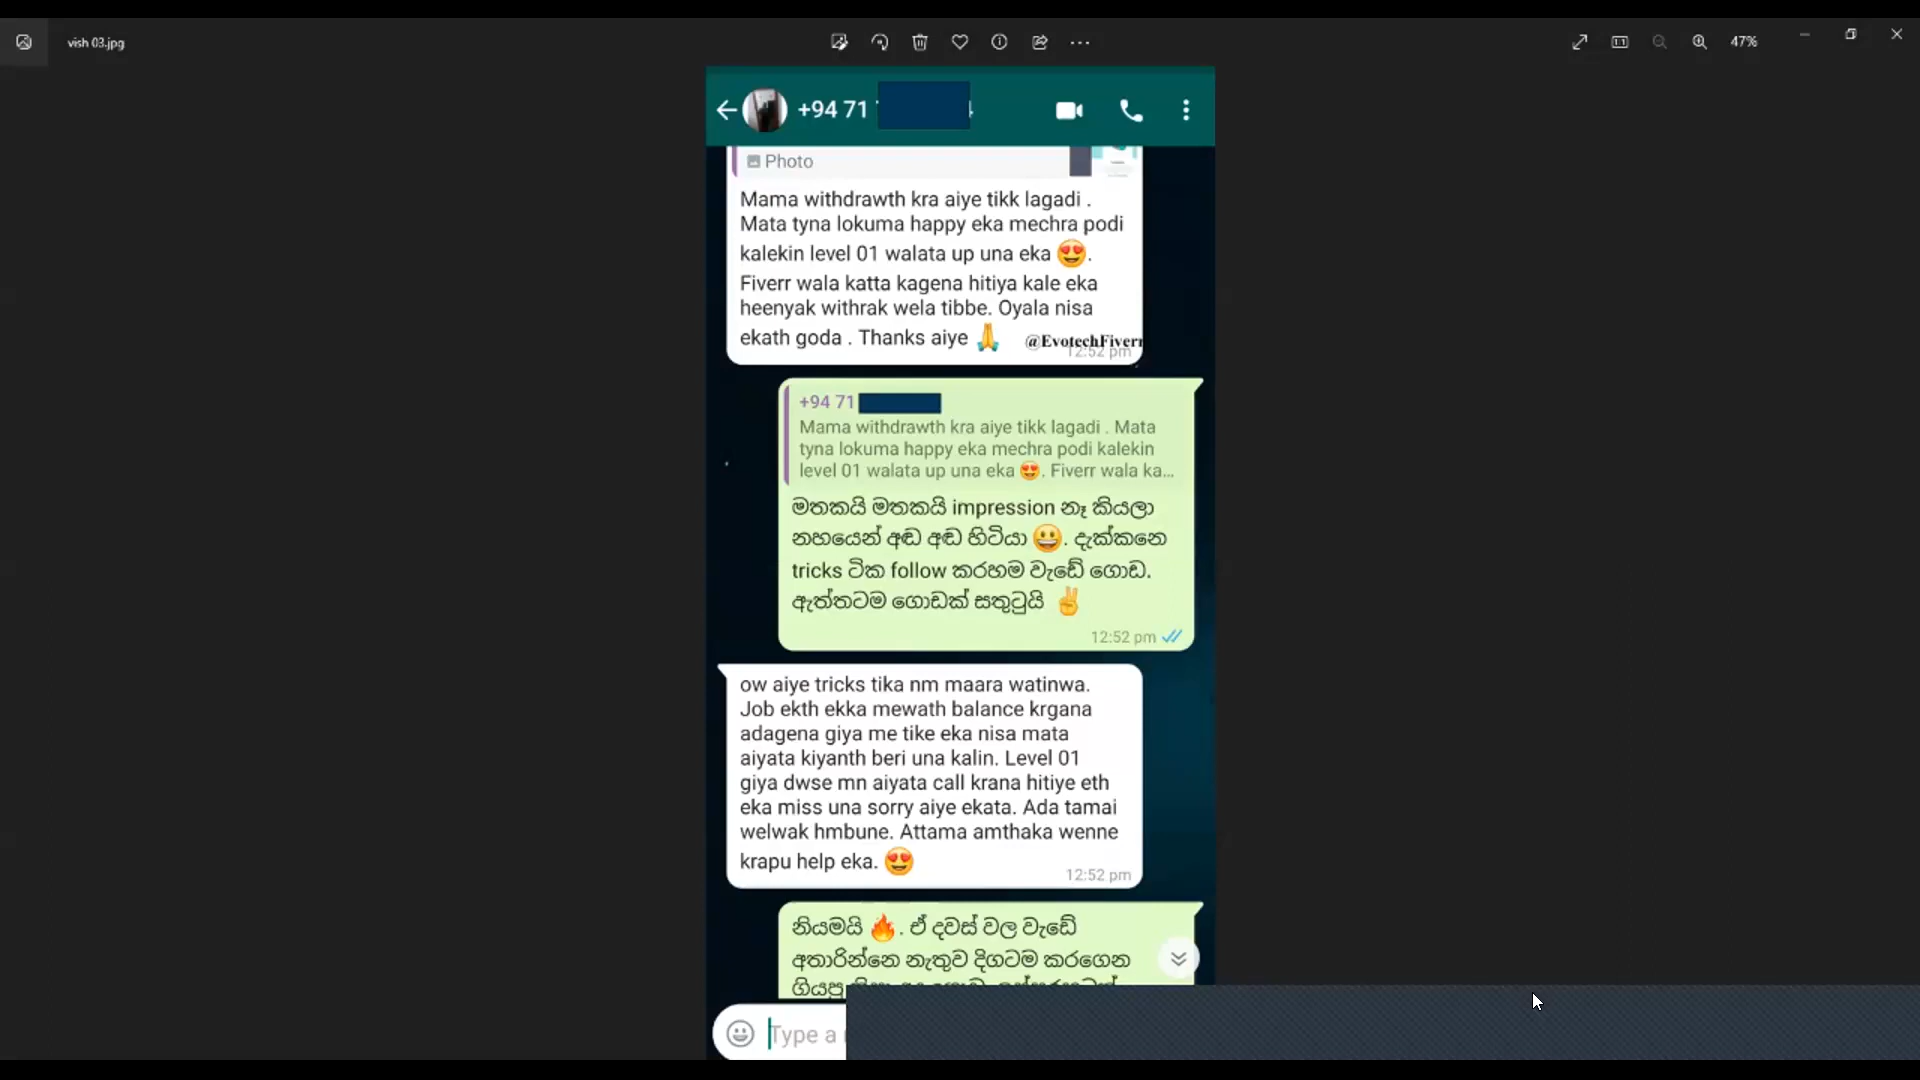 vish 03.jpg
47%
+94 71
Photo
Mama withdrawth kra aiye tikk lagadi .
Mata tyna lokuma happy eka mechra podi
kalekin level 01 walata up una eka 😍.
Fiverr wala katta kagena hitiya kale eka
heenyak withrak wela tibbe. Oyala nisa
ekath goda . Thanks aiye 🙏
@EvotechFiverr
12:52 pm
+94 71
Mama withdrawth kra aiye tikk lagadi . Mata
tyna lokuma happy eka mechra podi kalekin
level 01 walata up una eka 😍. Fiverr wala ka...
මතකයි මතකයි impression නෑ කියලා
නහයෙන් අඬ අඬ හිටියා 😀. දැක්කනෙ
tricks ටික follow කරහම වැඩේ ගොඩ.
ඇත්තටම ගොඩක් සතුටුයි ✌
12:52 pm
ow aiye tricks tika nm maara watinwa.
Job ekth ekka mewath balance krgana
adagena giya me tike eka nisa mata
aiyata kiyanth beri una kalin. Level 01
giya dwse mn aiyata call krana hitiye eth
eka miss una sorry aiye ekata. Ada tamai
welwak hmbune. Attama amthaka wenne
krapu help eka. 😍
12:52 pm
නියමයි 🔥. ඒ දවස් වල වැඩේ
අතාරින්නෙ නැතුව දිගටම කරගෙන
ගියපු
Type a